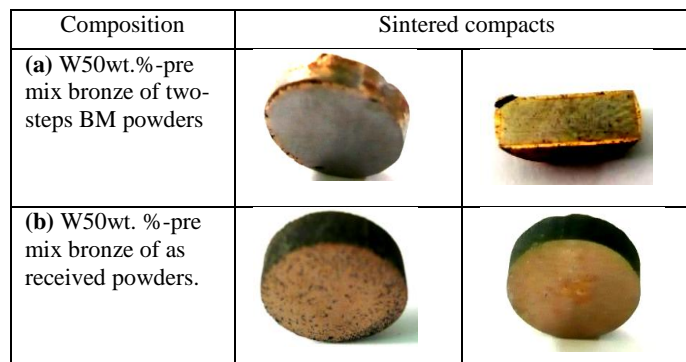 Composition
Sintered compacts
(a) W50wt.%-pre
mix bronze of two-
steps BM powders
(b) W50wt. %-pre
mix bronze of as
received powders.